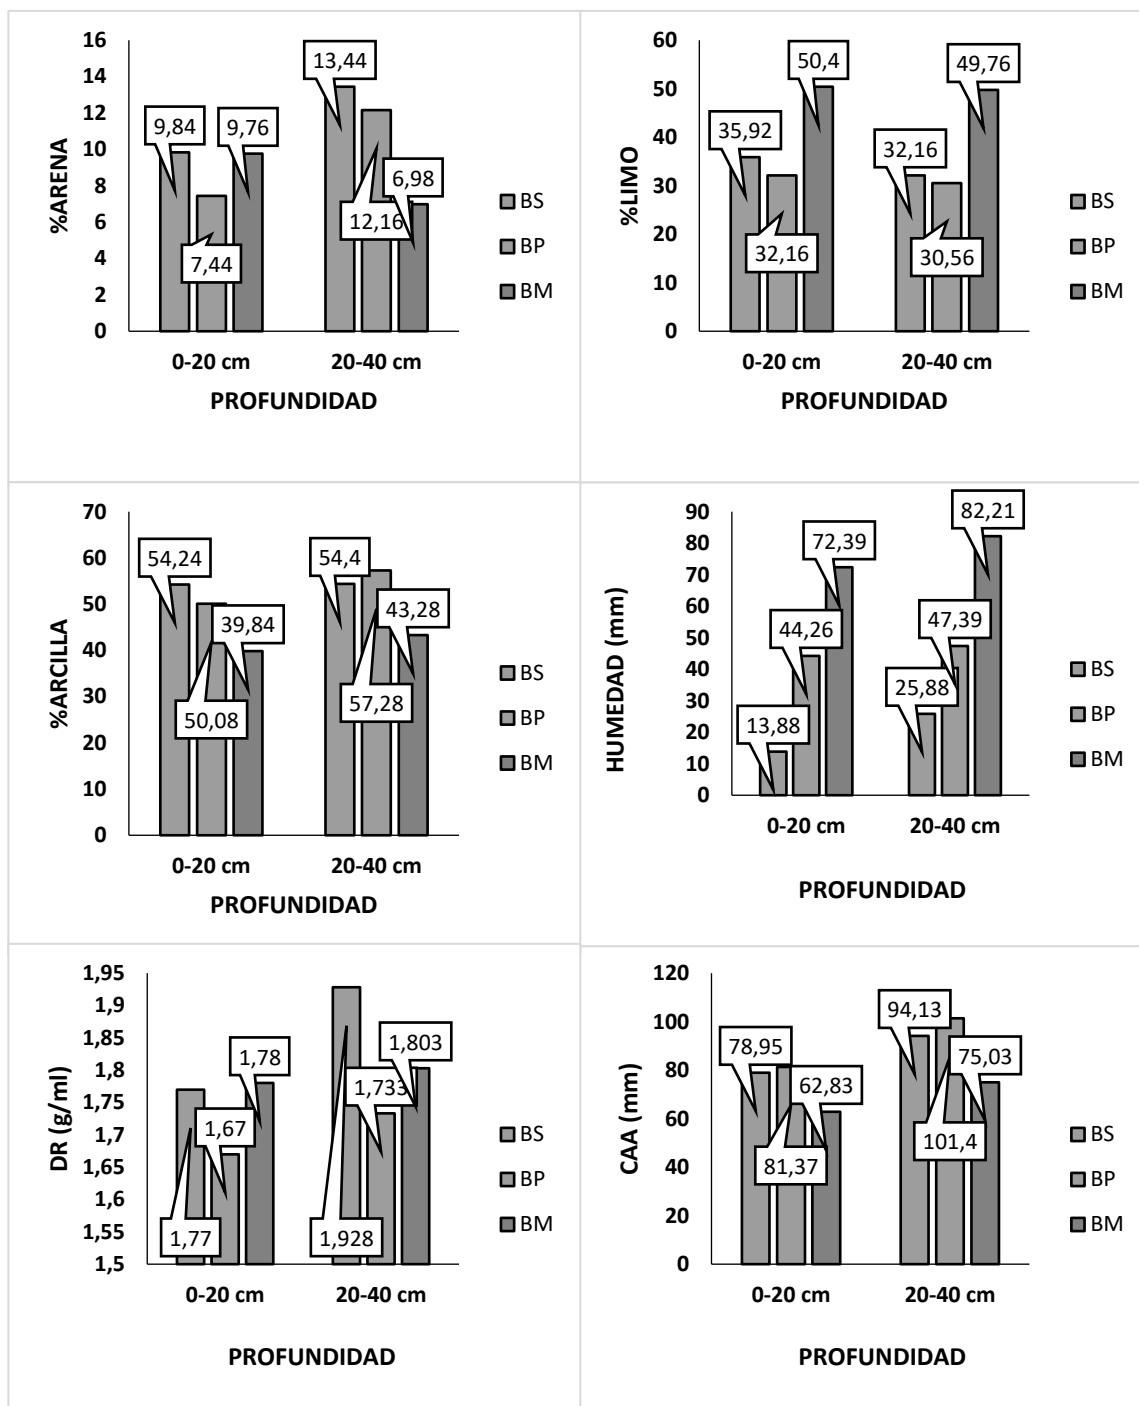 16
14
12
10
8
6
4
2
0
%ARENA
9,84
7,44
9,76
13,44
12,16
6,98
0-20 cm
20-40 cm
PROFUNDIDAD
BS
BP
BM
60
50
40
30
20
10
0
%LIMO
35,92
32,16
50,4
32,16
30,56
49,76
0-20 cm
20-40 cm
PROFUNDIDAD
BS
BP
BM
70
60
50
40
30
20
10
0
%ARCILLA
54,24
50,08
39,84
54,4
57,28
43,28
0-20 cm
20-40 cm
PROFUNDIDAD
BS
BP
BM
90
80
70
60
50
40
30
20
10
0
HUMEDAD (mm)
13,88
44,26
72,39
25,88
47,39
82,21
0-20 cm
20-40 cm
PROFUNDIDAD
BS
BP
BM
1,95
1,9
1,85
1,8
1,75
1,7
1,65
1,6
1,55
1,5
DR (g/ml)
1,77
1,67
1,78
1,928
1,733
1,803
0-20 cm
20-40 cm
PROFUNDIDAD
BS
BP
BM
120
100
80
60
40
20
0
CAA (mm)
78,95
81,37
62,83
94,13
101,4
75,03
0-20 cm
20-40 cm
PROFUNDIDAD
BS
BP
BM